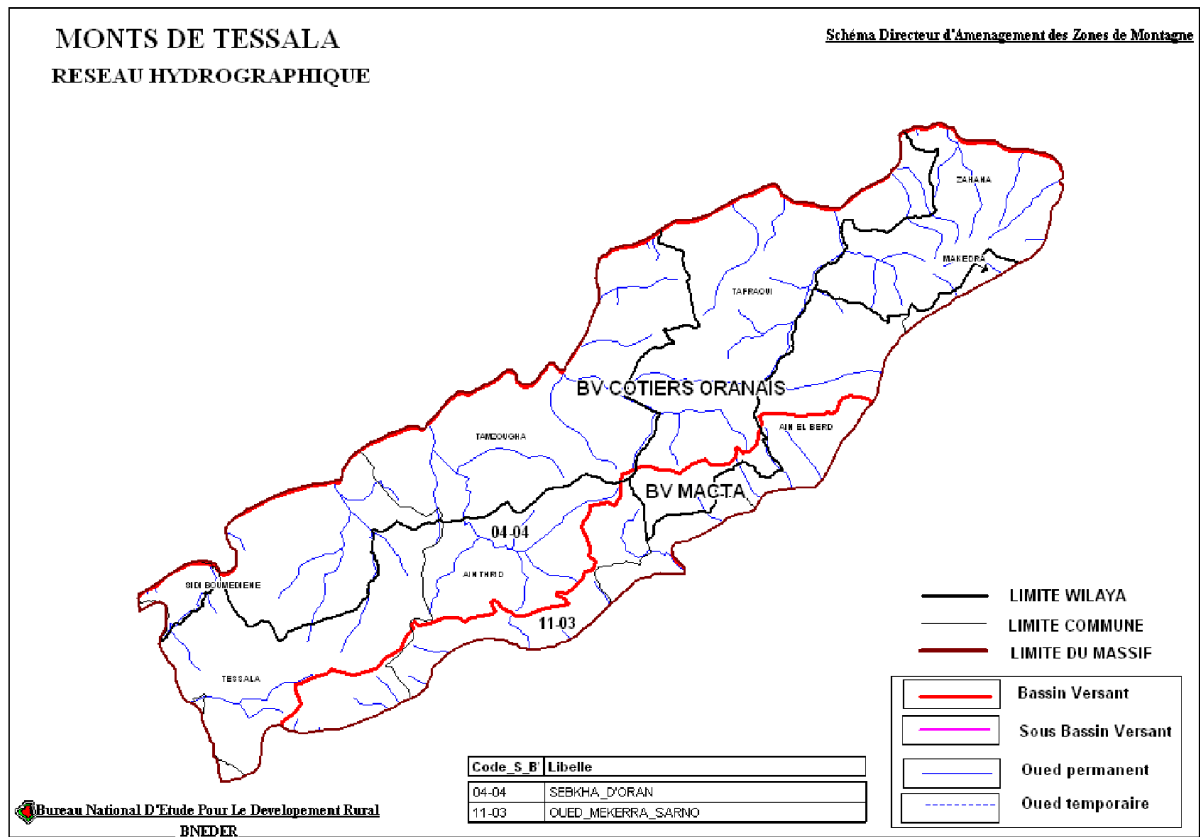 MONTS DE TESSALA
Schéma Directeur d'Amenagement des Zones de Montagne
RESEAU HYDROGRAPHIQUE
ZAHANA
MAKEDRA
TAFRAOUI
BV COTIERS ORANAIS
AIN EL BERD
TAMZOUGHA
BV MACTA
04-04
AIN THRID
SIDI BOUMEDIENE
11-03
TESSALA
LIMITE WILAYA
LIMITE COMMUNE
LIMITE DU MASSIF
Bassin Versant
Sous Bassin Versant
Oued permanent
Oued temporaire
Code_S_B' Libelle
04-04 SEBKHA_D'ORAN
11-03 OUED_MEKERRA_SARNO
Bureau National D'Etude Pour Le Developement Rural
BNEDER